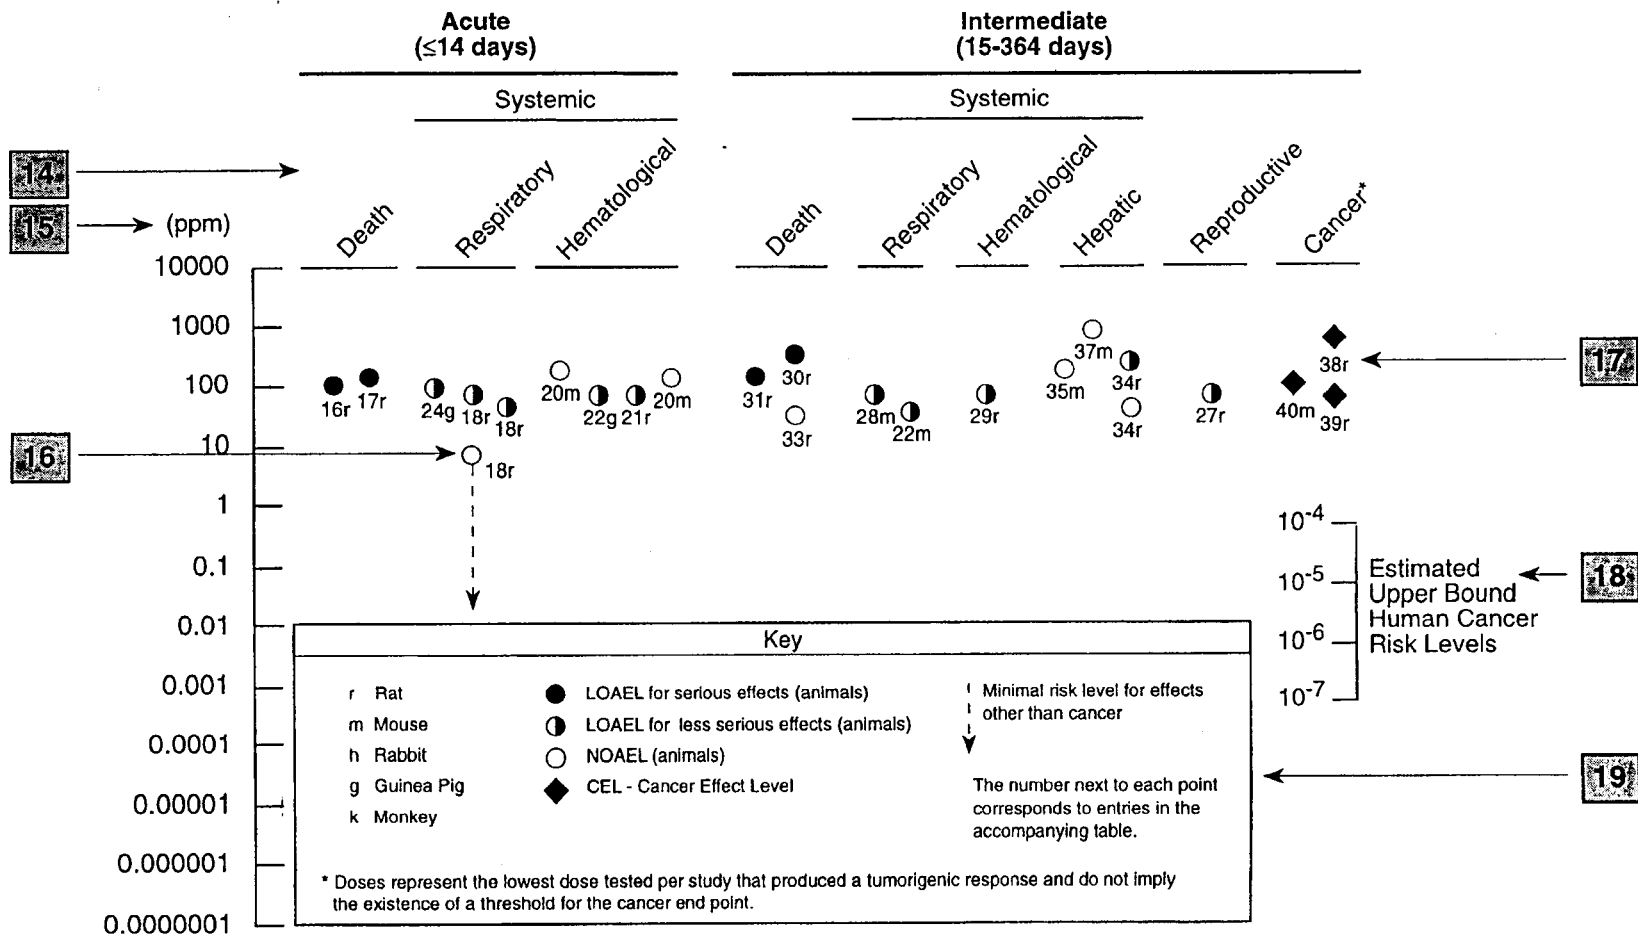 Acute
(≤14 days)
Intermediate
(15-364 days)
Systemic
Systemic
14
15
(ppm)
Death
Respiratory
Hematological
Death
Respiratory
Hematological
Hepatic
Reproductive
Cancer*
10000
1000
100
10
1
0.1
0.01
0.001
0.0001
0.00001
0.000001
0.0000001
16r
17r
24g
18r
18r
18r
20m
22g
21r
20m
31r
30r
33r
28m
22m
29r
35m
37m
34r
34r
27r
40m
38r
39r
16
17
10-4
10-5
10-6
10-7
Estimated
Upper Bound
Human Cancer
Risk Levels
18
19
Key
r Rat
m Mouse
h Rabbit
g Guinea Pig
k Monkey
LOAEL for serious effects (animals)
LOAEL for less serious effects (animals)
NOAEL (animals)
CEL - Cancer Effect Level
Minimal risk level for effects
other than cancer
The number next to each point
corresponds to entries in the
accompanying table.
* Doses represent the lowest dose tested per study that produced a tumorigenic response and do not imply
the existence of a threshold for the cancer end point.